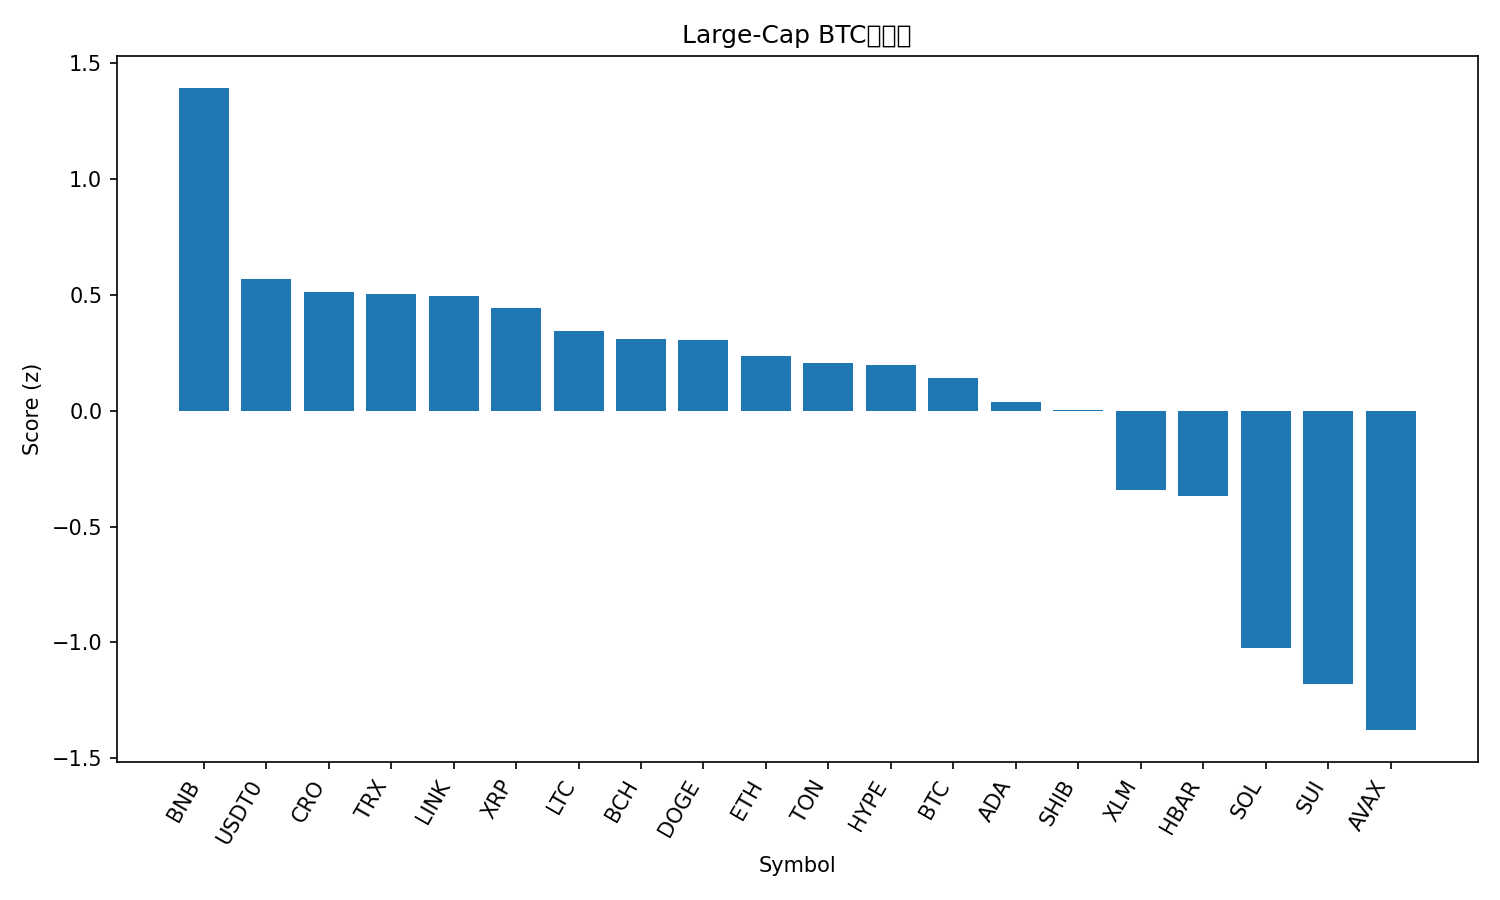 Large-Cap BTC
1.5
1.0
0.5
0.0
−0.5
−1.0
−1.5
Score (z)
BNB
USDT0
CRO
TRX
LINK
XRP
LTC
BCH
DOGE
ETH
TON
HYPE
BTC
ADA
SHIB
XLM
HBAR
SOL
SUI
AVAX
Symbol